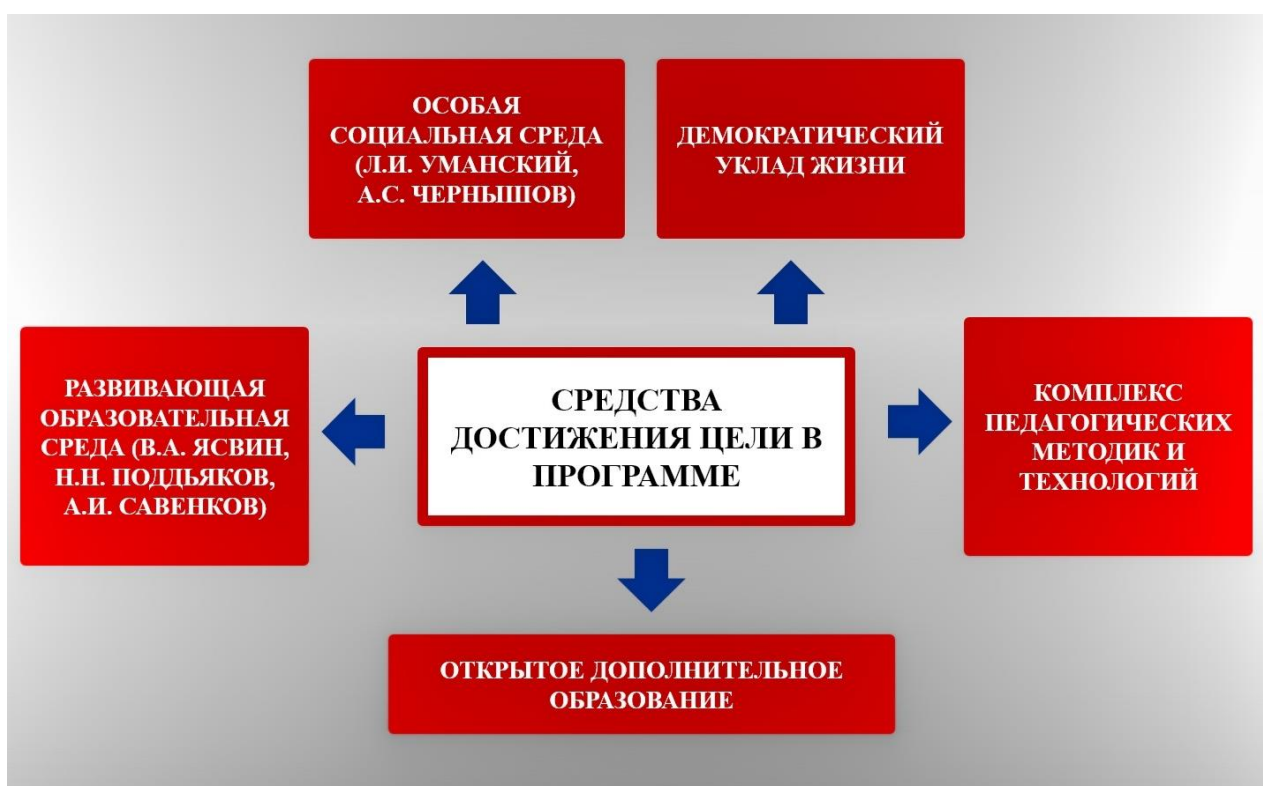 ОСОБАЯ
СОЦИАЛЬНАЯ СРЕДА
(Л.И. УМАНСКИЙ,
А.С. ЧЕРНЫШОВ)
ДЕМОКРАТИЧЕСКИЙ
УКЛАД ЖИЗНИ
РАЗВИВАЮЩАЯ
ОБРАЗОВАТЕЛЬНАЯ
СРЕДА (В.А. ЯСВИН,
Н.Н. ПОДДЬЯКОВ,
А.И. САВЕНКОВ)
СРЕДСТВА
ДОСТИЖЕНИЯ ЦЕЛИ В
ПРОГРАММЕ
КОМПЛЕКС
ПЕДАГОГИЧЕСКИХ
МЕТОДИК И
ТЕХНОЛОГИЙ
ОТКРЫТОЕ ДОПОЛНИТЕЛЬНОЕ
ОБРАЗОВАНИЕ